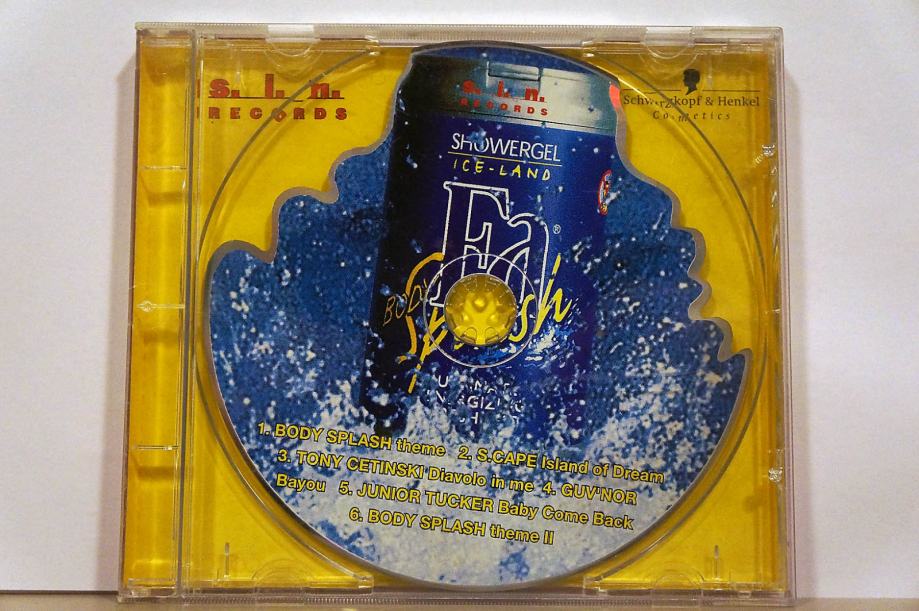 s. i. n.
RECORDS
Schwarzkopf & Henkel
Cosmetics
s. i. n.
RECORDS
SHOWERGEL
ICE-LAND
Fa®
BODY
Splash
1. BODY SPLASH theme 2. S.CAPE Island of Dream
3. TONY CETINSKI Diavolo in me 4. GUV'NOR
Bayou 5. JUNIOR TUCKER Baby Come Back
6. BODY SPLASH theme II